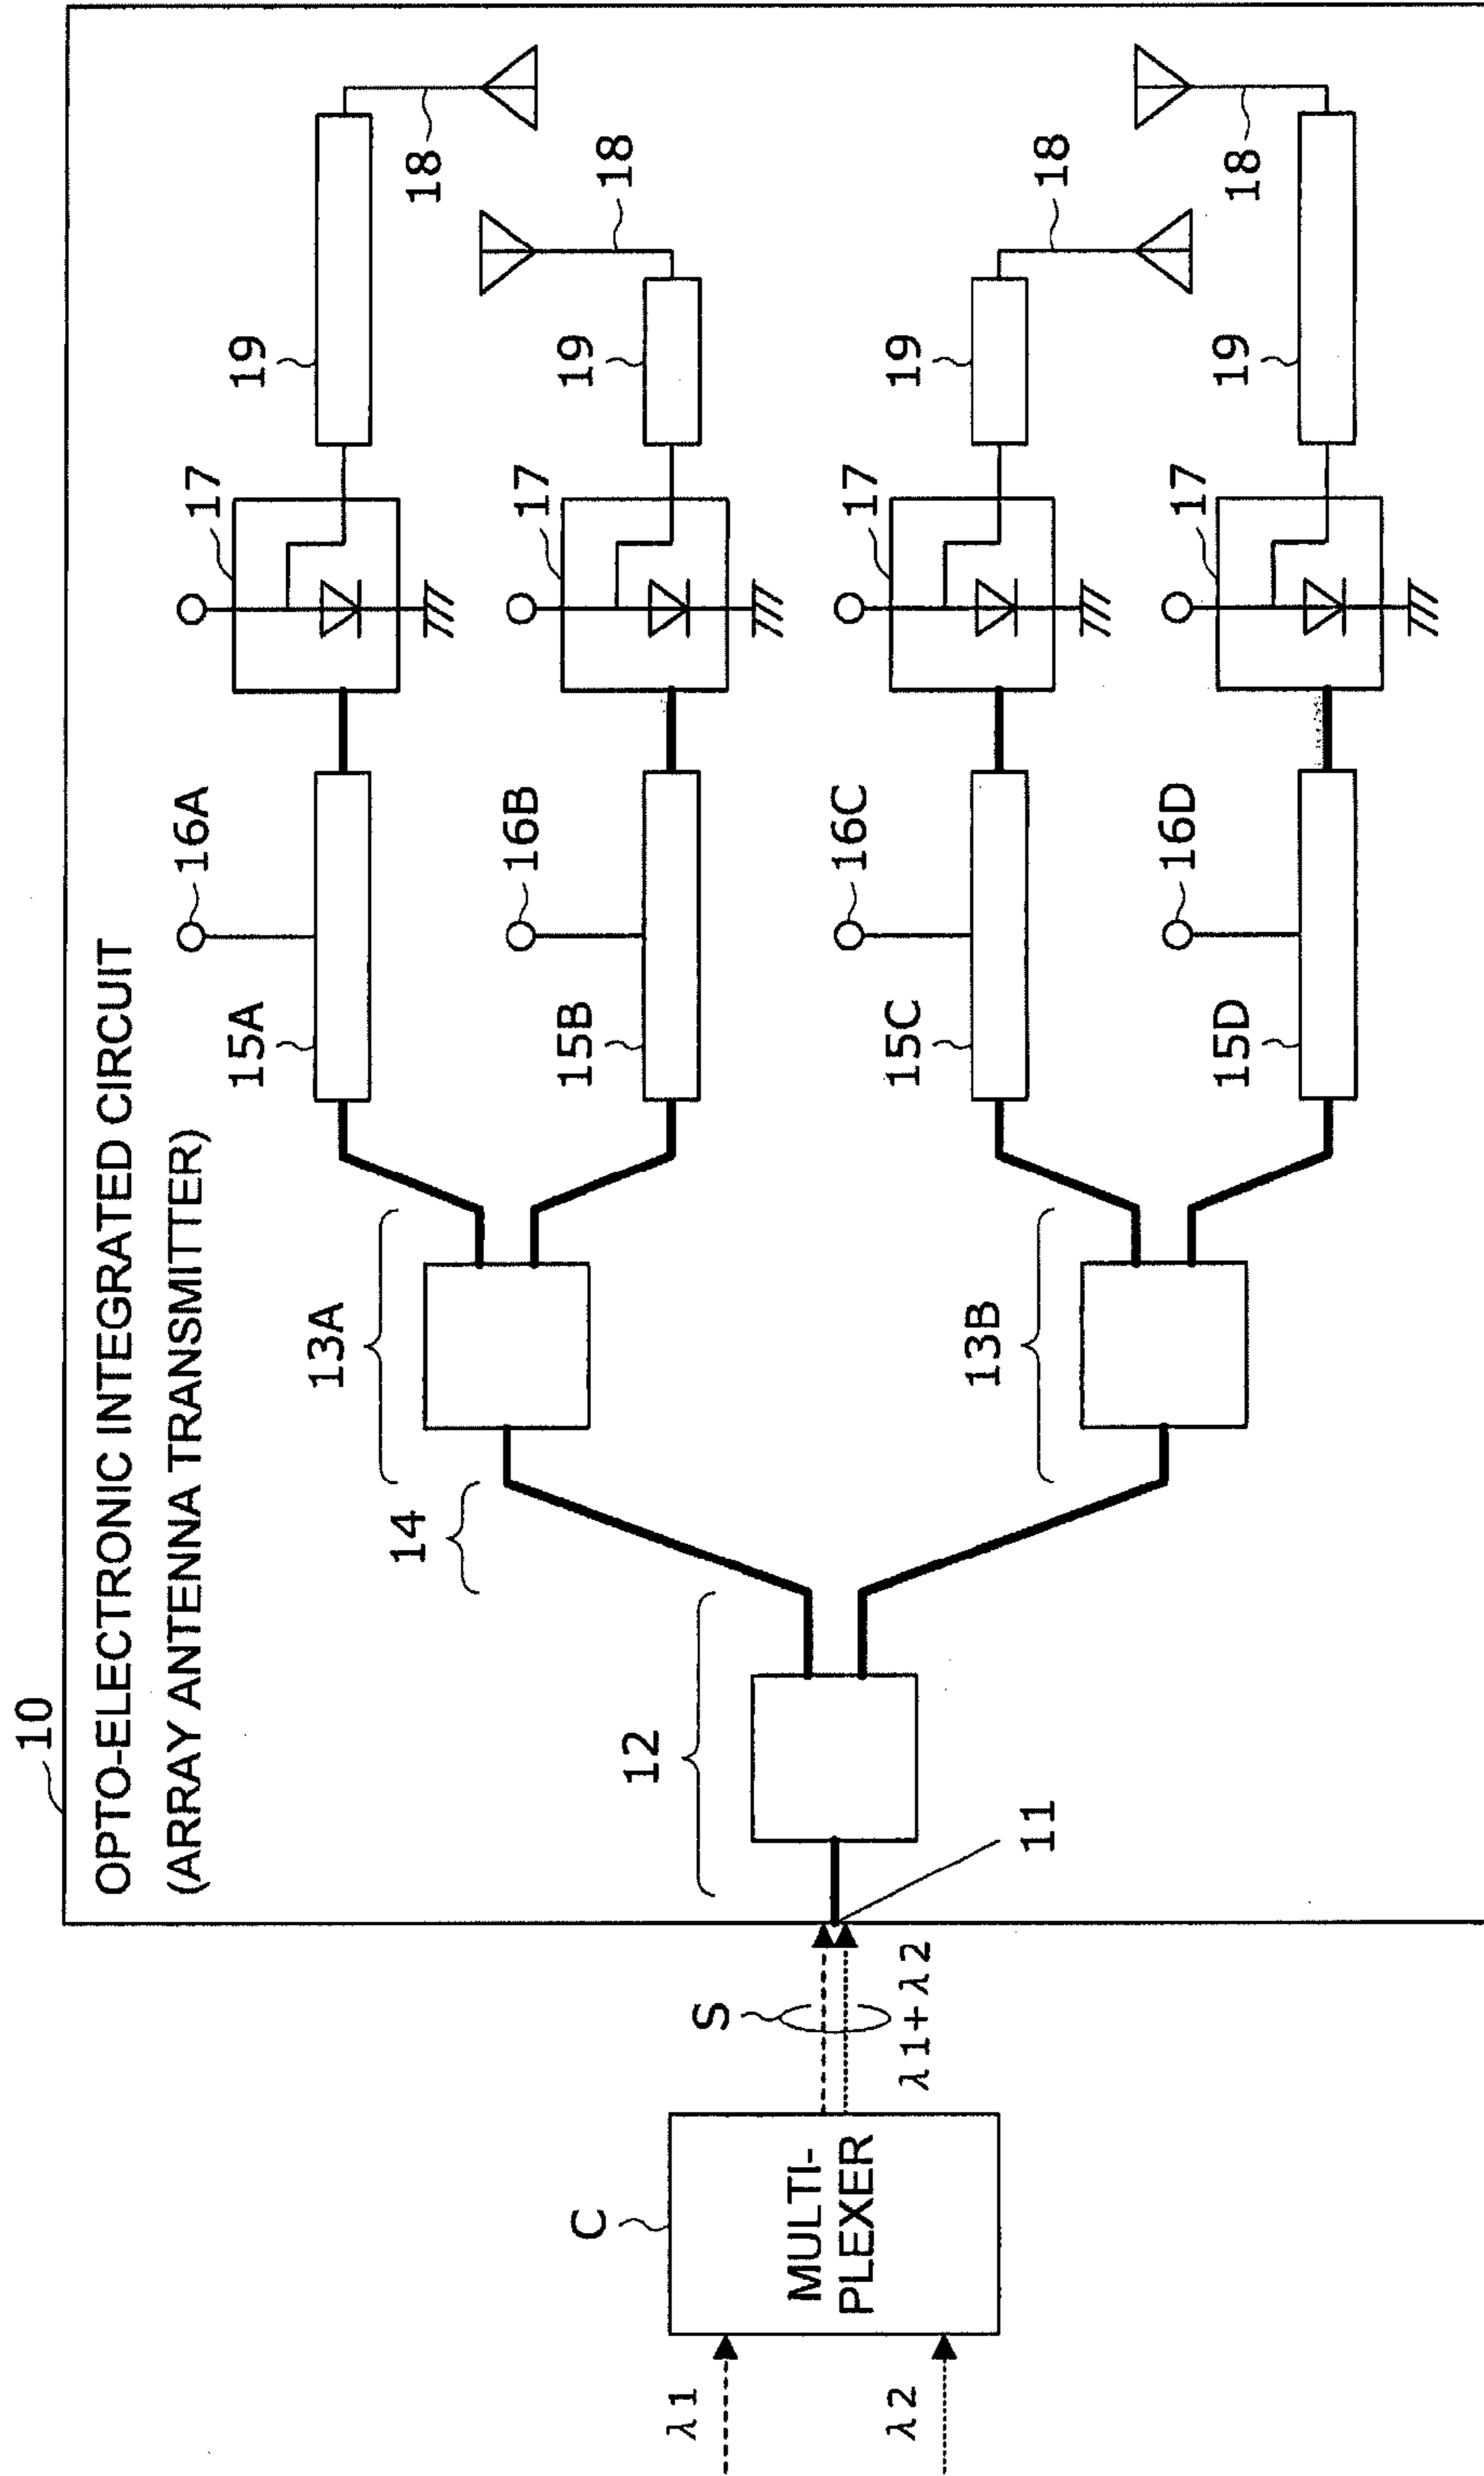 10
OPTO-ELECTRONIC INTEGRATED CIRCUIT
(ARRAY ANTENNA TRANSMITTER)
λ1
λ2
C
MULTI-
PLEXER
S
λ1+λ2
11
12
14
13A
13B
15A
16A
17
19
18
15B
16B
17
19
18
15C
16C
17
19
18
15D
16D
17
19
18